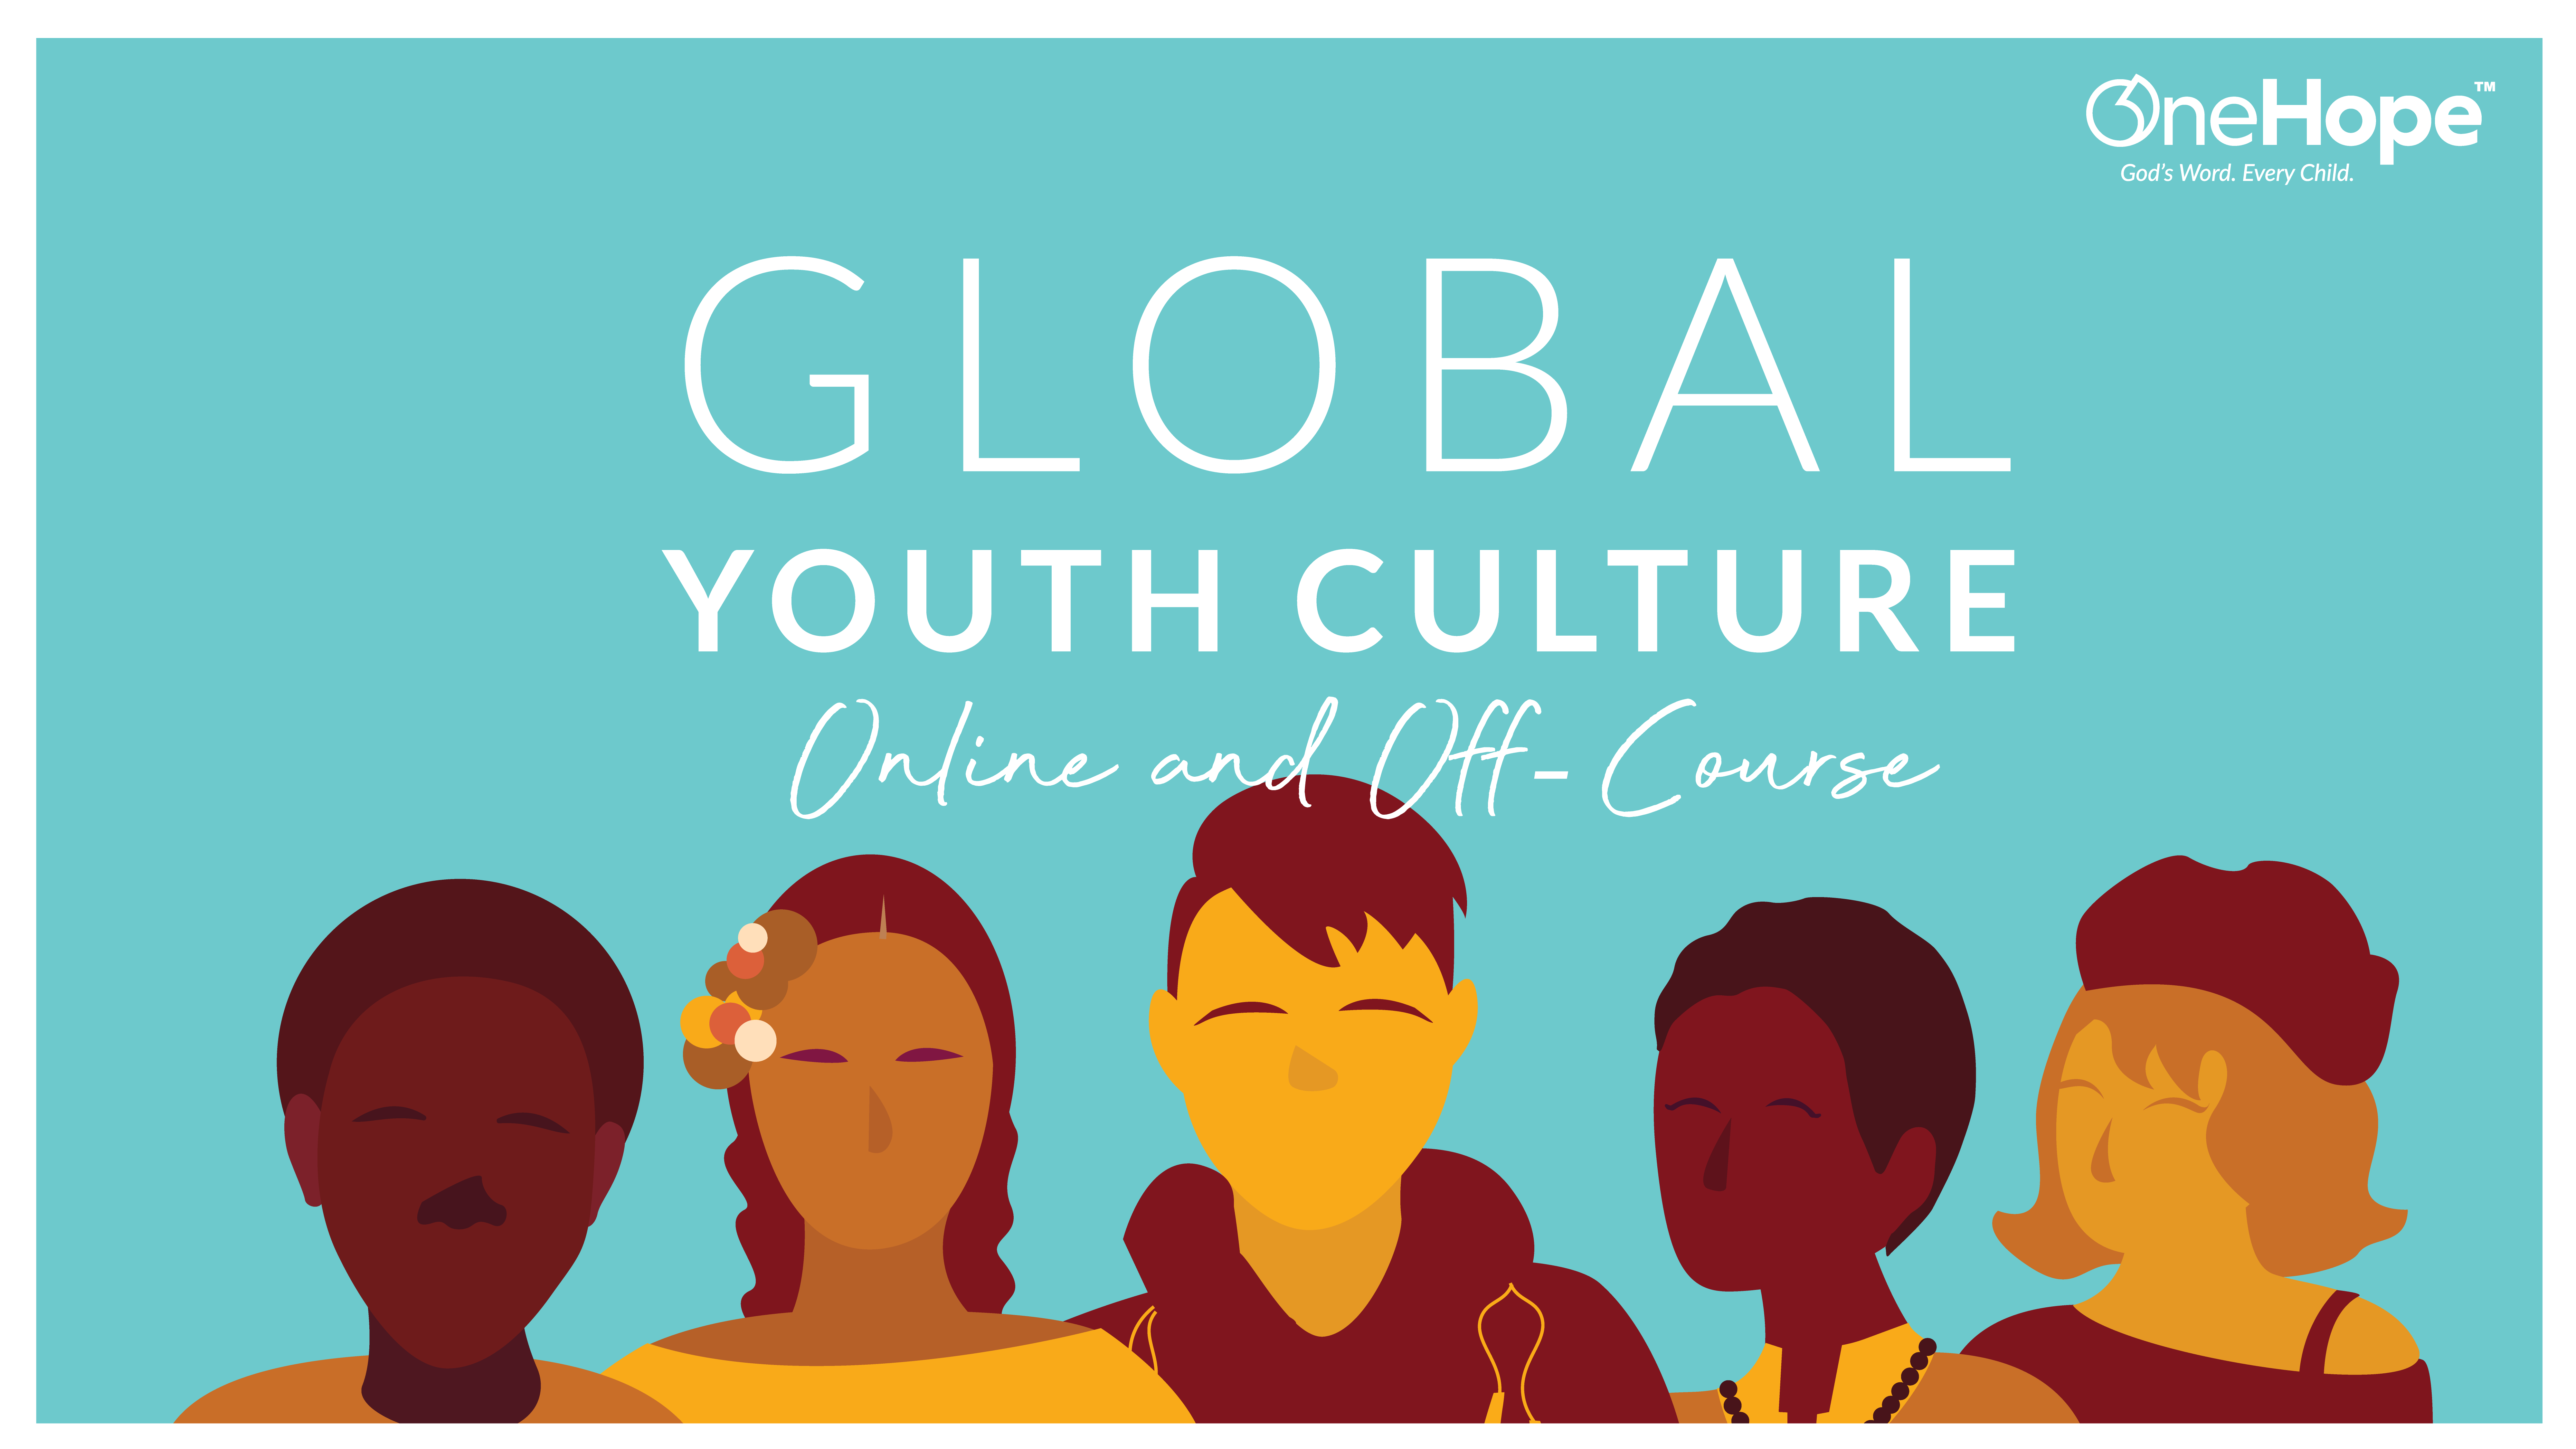 OneHope™
God's Word. Every Child.
GLOBAL
YOUTH CULTURE
Online and Off-Course